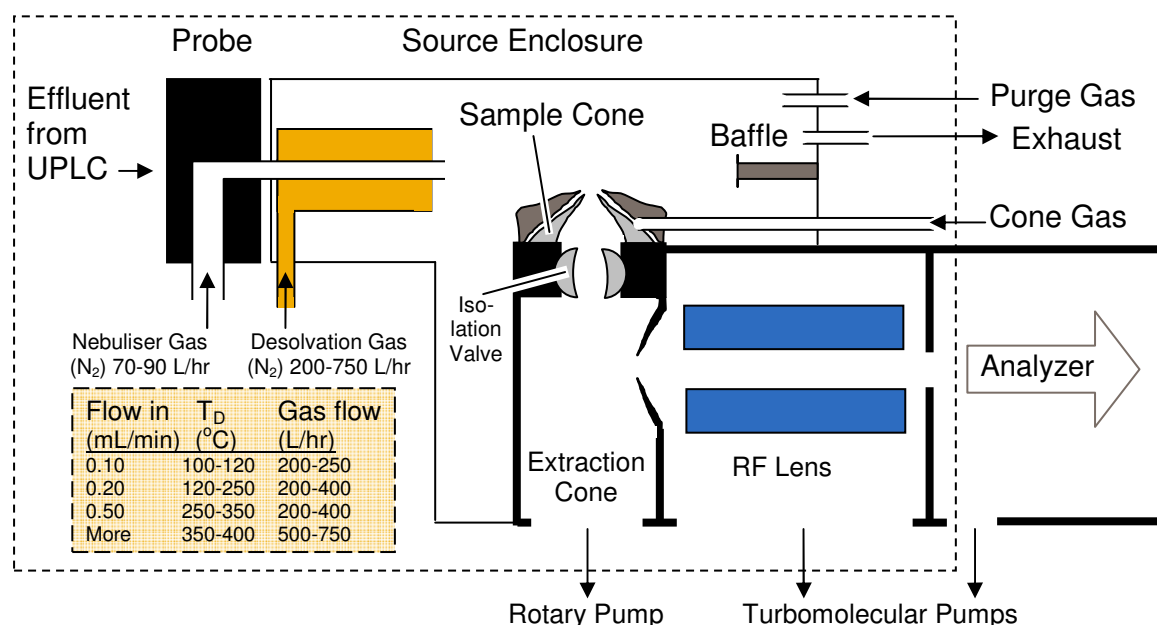 Probe
Source Enclosure
Effluent
from
UPLC
Sample Cone
Baffle
Purge Gas
Exhaust
Cone Gas
Iso-
lation
Valve
Nebuliser Gas
(N₂) 70-90 L/hr
Desolvation Gas
(N₂) 200-750 L/hr
Analyzer
Flow in T_D Gas flow
(mL/min) (°C) (L/hr)
0.10 100-120 200-250
0.20 120-250 200-400
0.50 250-350 200-400
More 350-400 500-750
Extraction
Cone
RF Lens
Rotary Pump
Turbomolecular Pumps